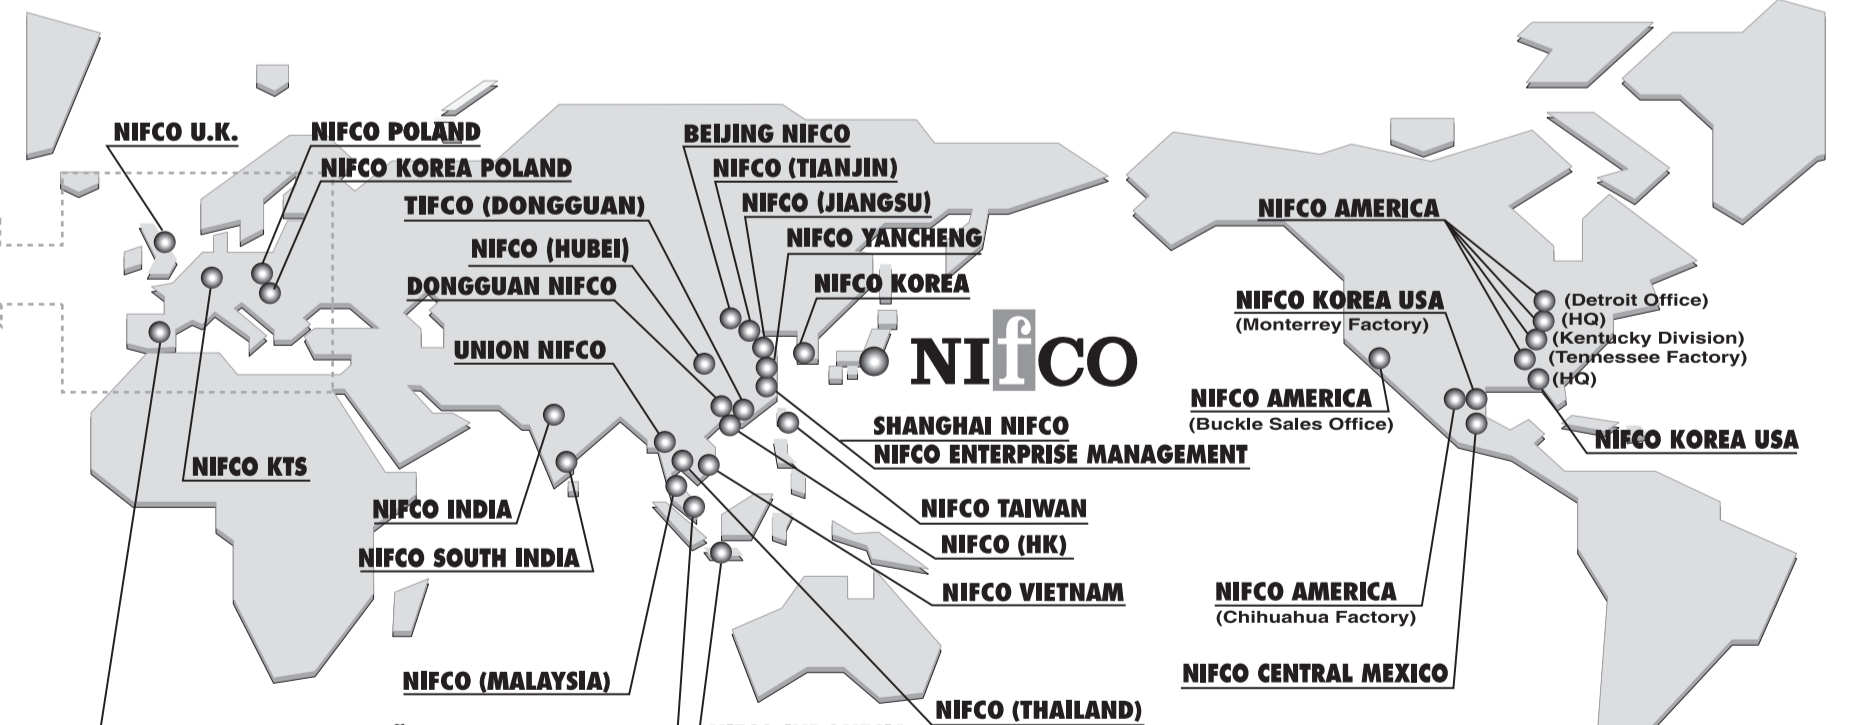 NIFCO U.K.
NIFCO POLAND
NIFCO KOREA POLAND
BEIJING NIFCO
NIFCO (TIANJIN)
TIFCO (DONGGUAN)
NIFCO (JIANGSU)
NIFCO (HUBEI)
NIFCO YANCHENG
DONGGUAN NIFCO
NIFCO KOREA
UNION NIFCO
NIFCO
SHANGHAI NIFCO
NIFCO ENTERPRISE MANAGEMENT
NIFCO KTS
NIFCO INDIA
NIFCO TAIWAN
NIFCO SOUTH INDIA
NIFCO (HK)
NIFCO VIETNAM
NIFCO (MALAYSIA)
NIFCO (THAILAND)
NIFCO AMERICA
(Detroit Office)
(HQ)
(Kentucky Division)
(Tennessee Factory)
(HQ)
NIFCO KOREA USA
(Monterrey Factory)
NIFCO AMERICA
(Buckle Sales Office)
NIFCO KOREA USA
NIFCO AMERICA
(Chihuahua Factory)
NIFCO CENTRAL MEXICO